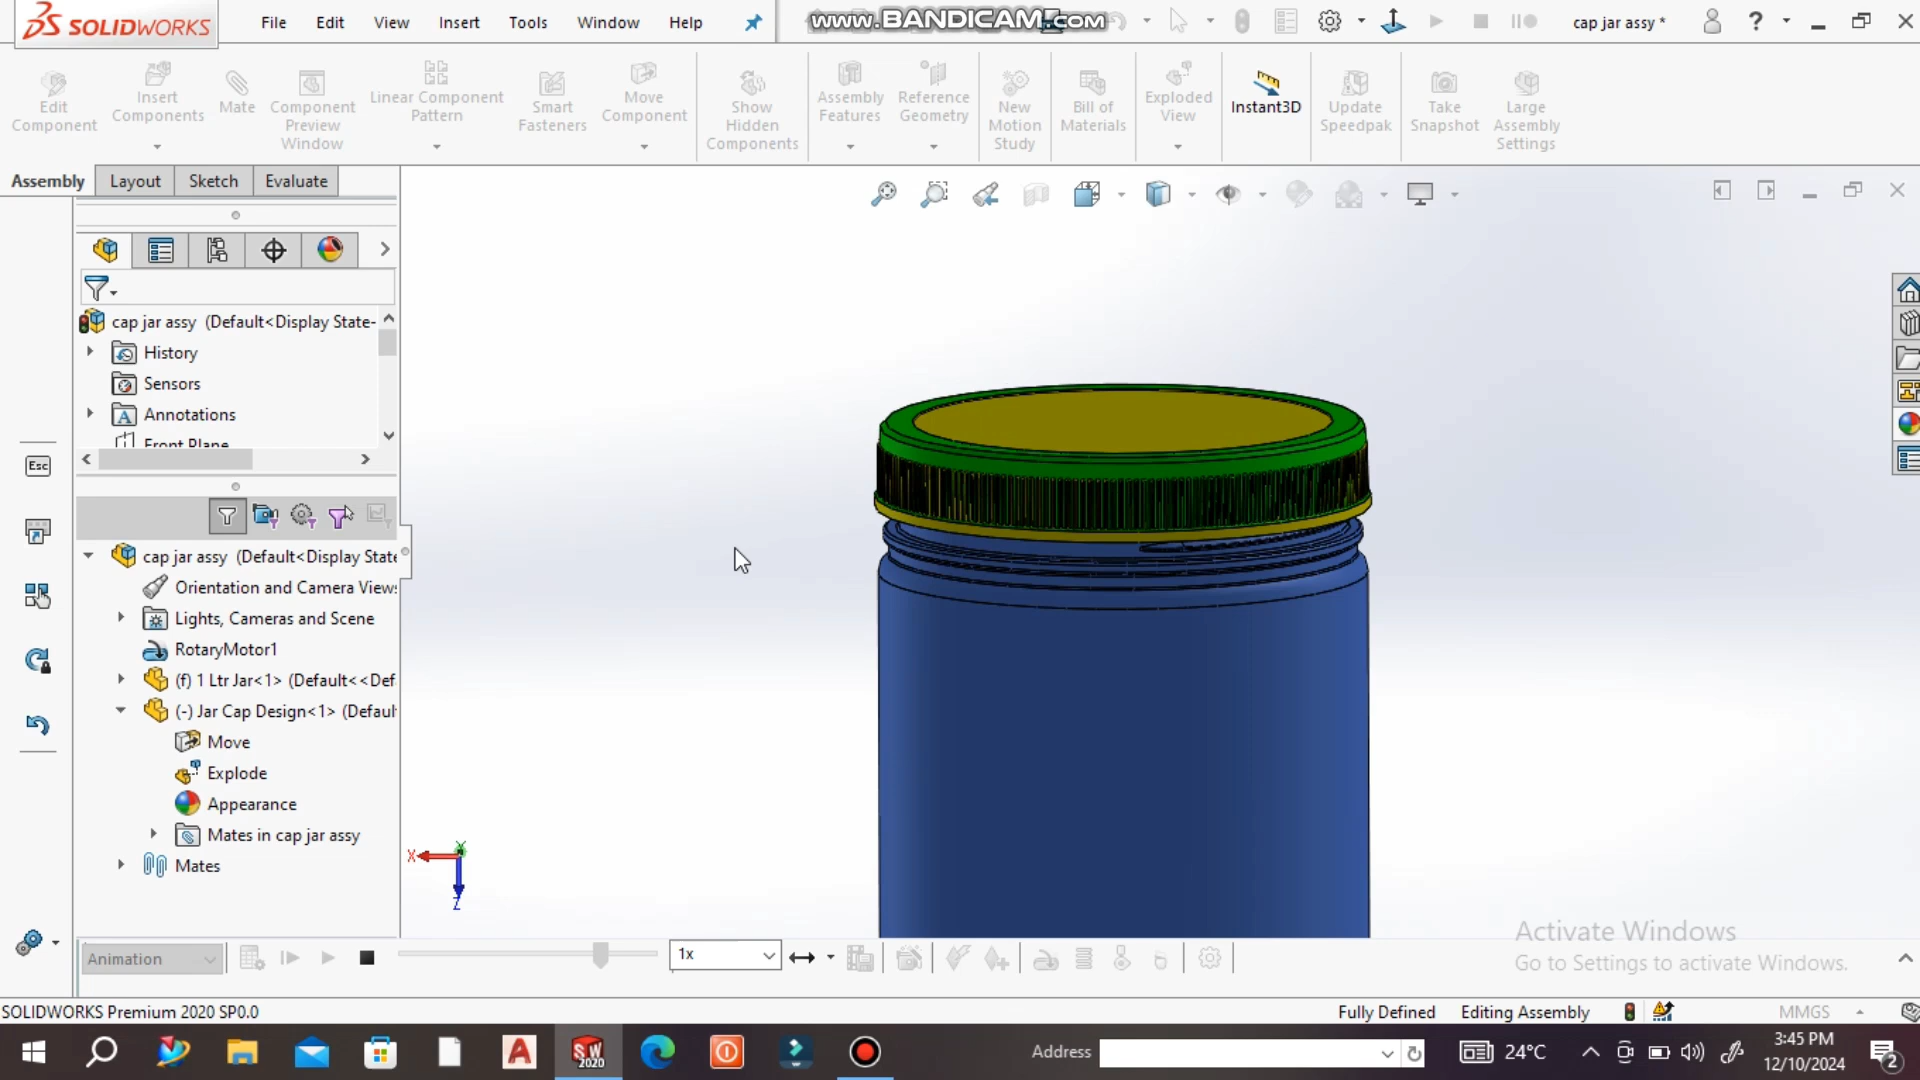 SOLIDWORKS
File Edit View Insert Tools Window Help
www.BANDICAM.com
cap jar assy *
?
Edit Component
Insert Components
Mate
Component Preview Window
Linear Component Pattern
Smart Fasteners
Move Component
Show Hidden Components
Assembly Features
Reference Geometry
New Motion Study
Bill of Materials
Exploded View
Instant3D
Update Speedpak
Take Snapshot
Large Assembly Settings
Assembly Layout Sketch Evaluate
cap jar assy (Default<Display State-
History
Sensors
Annotations
Front Plane
Esc
cap jar assy (Default<Display State
Orientation and Camera Views
Lights, Cameras and Scene
RotaryMotor1
(f) 1 Ltr Jar<1> (Default<<Def
(-) Jar Cap Design<1> (Defaul
Move
Explode
Appearance
Mates in cap jar assy
Mates
X
Y
Z
Animation
1x
Activate Windows
Go to Settings to activate Windows.
SOLIDWORKS Premium 2020 SP0.0
Fully Defined Editing Assembly MMGS
A
SW 2020
Address
24°C
3:45 PM
12/10/2024
2